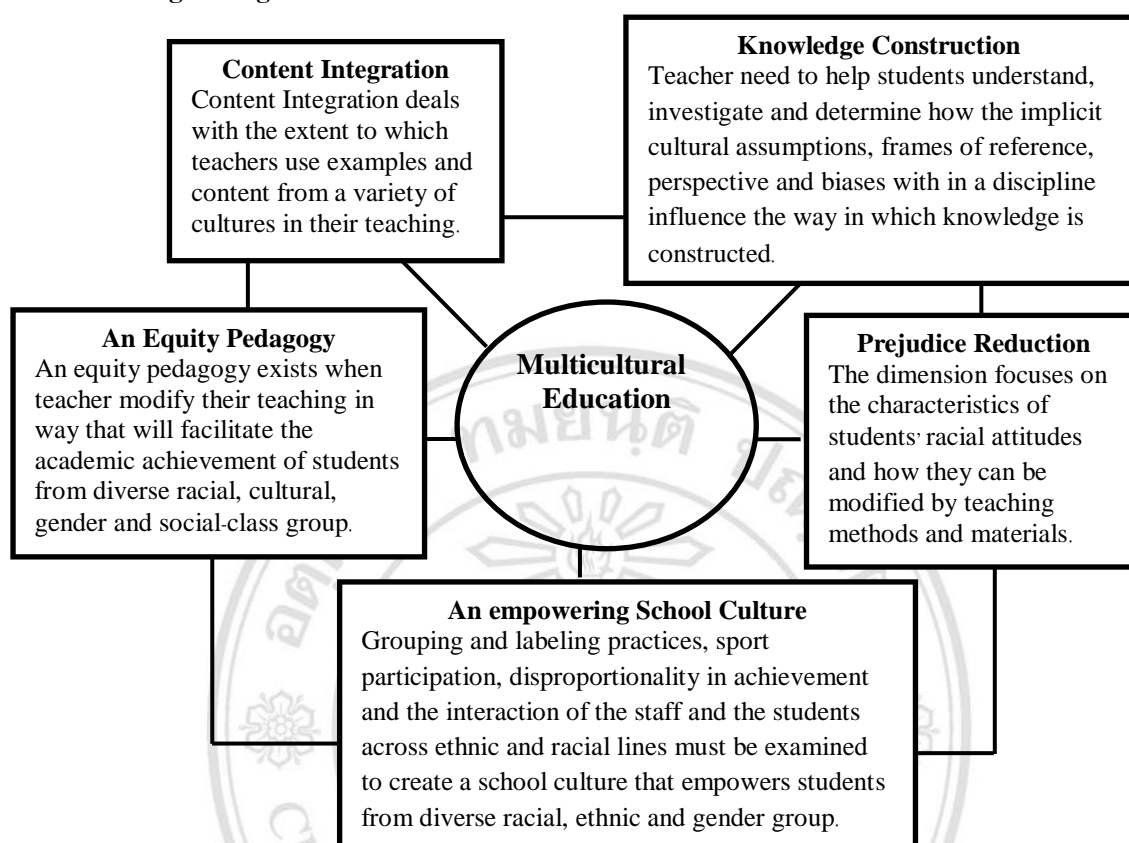 Content Integration
Content Integration deals
with the extent to which
teachers use examples and
content from a variety of
cultures in their teaching.
Knowledge Construction
Teacher need to help students understand,
investigate and determine how the implicit
cultural assumptions, frames of reference,
perspective and biases with in a discipline
influence the way in which knowledge is
constructed.
An Equity Pedagogy
An equity pedagogy exists when
teacher modify their teaching in
way that will facilitate the
academic achievement of students
from diverse racial, cultural,
gender and social-class group.
Multicultural
Education
Prejudice Reduction
The dimension focuses on
the characteristics of
students’ racial attitudes
and how they can be
modified by teaching
methods and materials.
An empowering School Culture
Grouping and labeling practices, sport
participation, disproportionality in achievement
and the interaction of the staff and the students
across ethnic and racial lines must be examined
to create a school culture that empowers students
from diverse racial, ethnic and gender group.